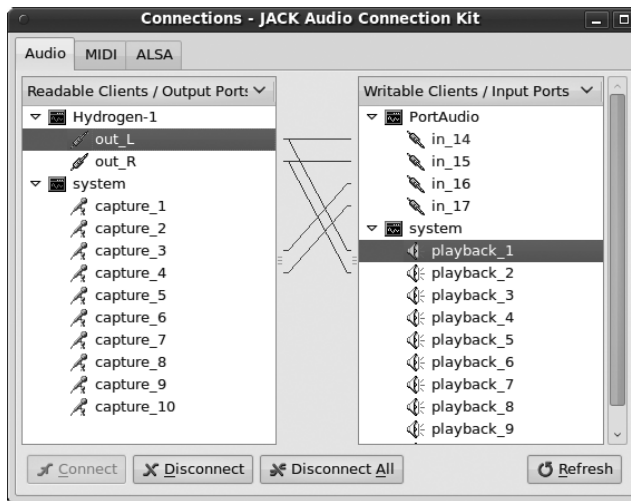 Connections - JACK Audio Connection Kit
Audio MIDI ALSA
Readable Clients / Output Ports
Hydrogen-1
out_L
out_R
system
capture_1
capture_2
capture_3
capture_4
capture_5
capture_6
capture_7
capture_8
capture_9
capture_10
Writable Clients / Input Ports
PortAudio
in_14
in_15
in_16
in_17
system
playback_1
playback_2
playback_3
playback_4
playback_5
playback_6
playback_7
playback_8
playback_9
Connect Disconnect Disconnect All Refresh